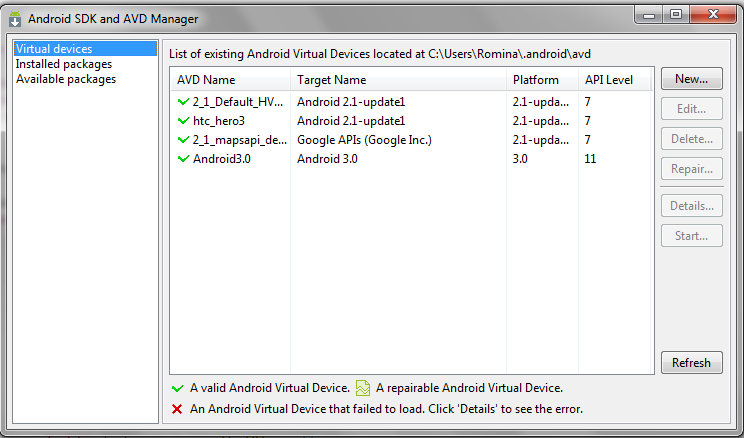 Android SDK and AVD Manager
Virtual devices
Installed packages
Available packages
List of existing Android Virtual Devices located at C:\Users\Romina\.android\avd
AVD Name Target Name Platform API Level
2_1_Default_HV... Android 2.1-update1 2.1-upda... 7
htc_hero3 Android 2.1-update1 2.1-upda... 7
2_1_mapsapi_de... Google APIs (Google Inc.) 2.1-upda... 7
Android3.0 Android 3.0 3.0 11
New...
Edit...
Delete...
Repair...
Details...
Start...
Refresh
A valid Android Virtual Device. A repairable Android Virtual Device.
An Android Virtual Device that failed to load. Click 'Details' to see the error.